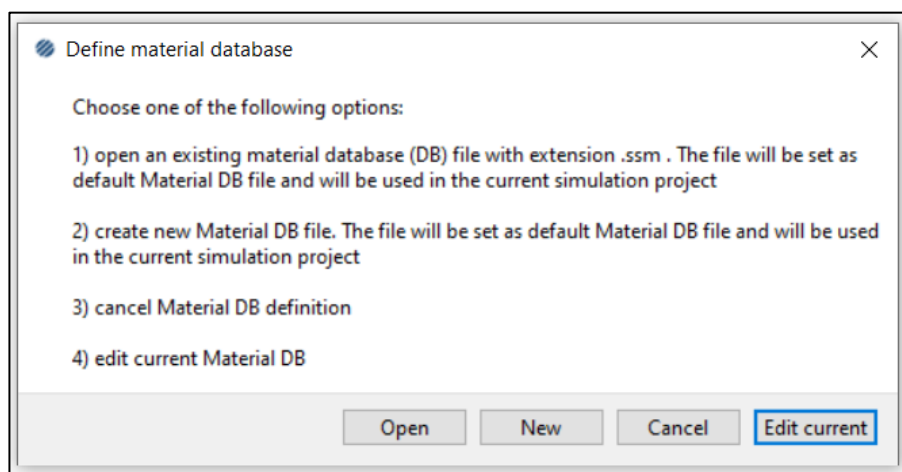 Define material database
Choose one of the following options:
1) open an existing material database (DB) file with extension .ssm . The file will be set as
default Material DB file and will be used in the current simulation project
2) create new Material DB file. The file will be set as default Material DB file and will be used
in the current simulation project
3) cancel Material DB definition
4) edit current Material DB
Open New Cancel Edit current